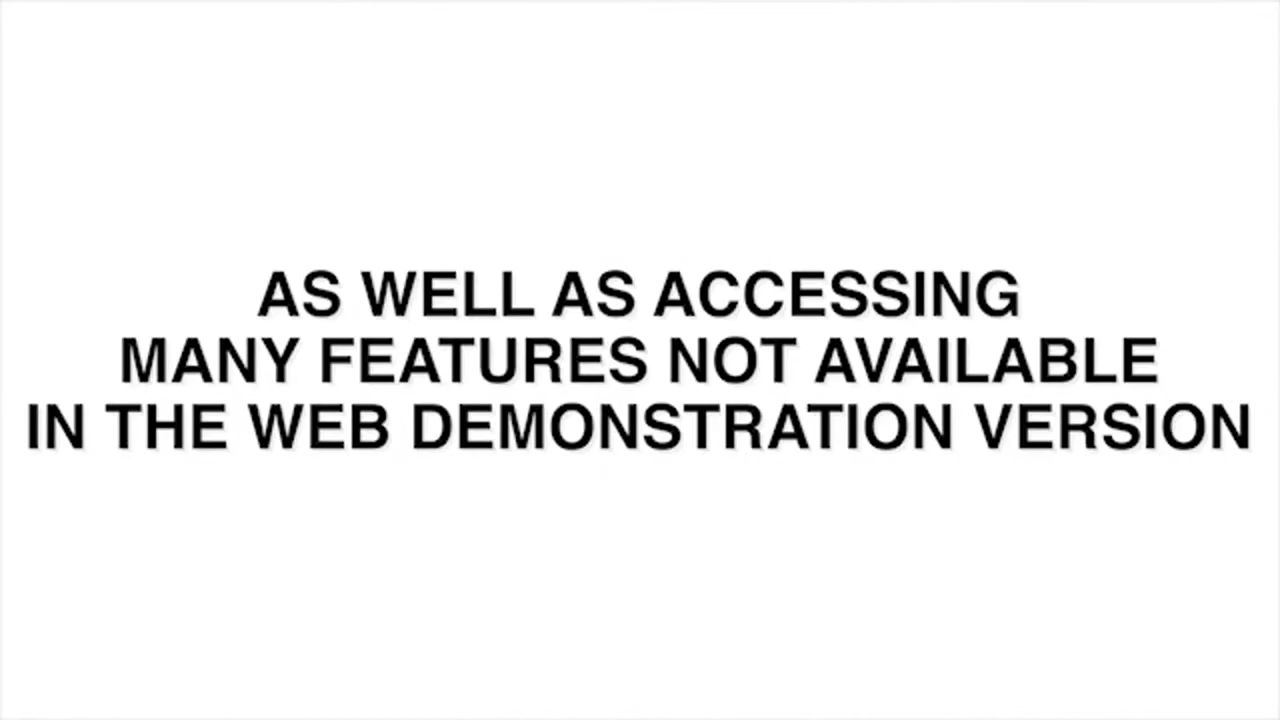 AS WELL AS ACCESSING
MANY FEATURES NOT AVAILABLE
IN THE WEB DEMONSTRATION VERSION